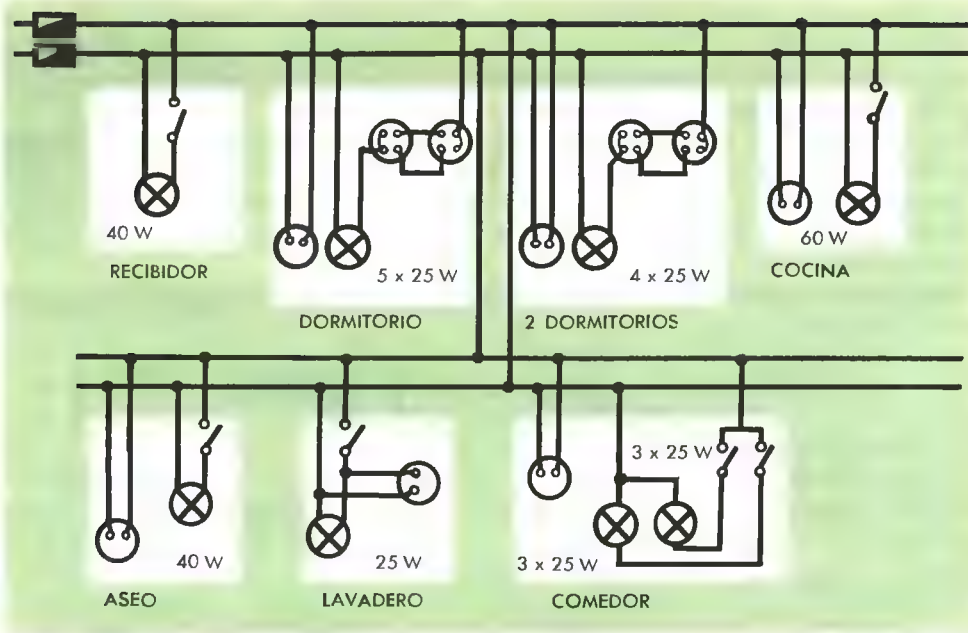 40 W
RECIBIDOR
5 x 25 W
DORMITORIO
4 x 25 W
2 DORMITORIOS
60 W
COCINA
40 W
ASEO
25 W
LAVADERO
3 x 25 W
3 x 25 W
COMEDOR